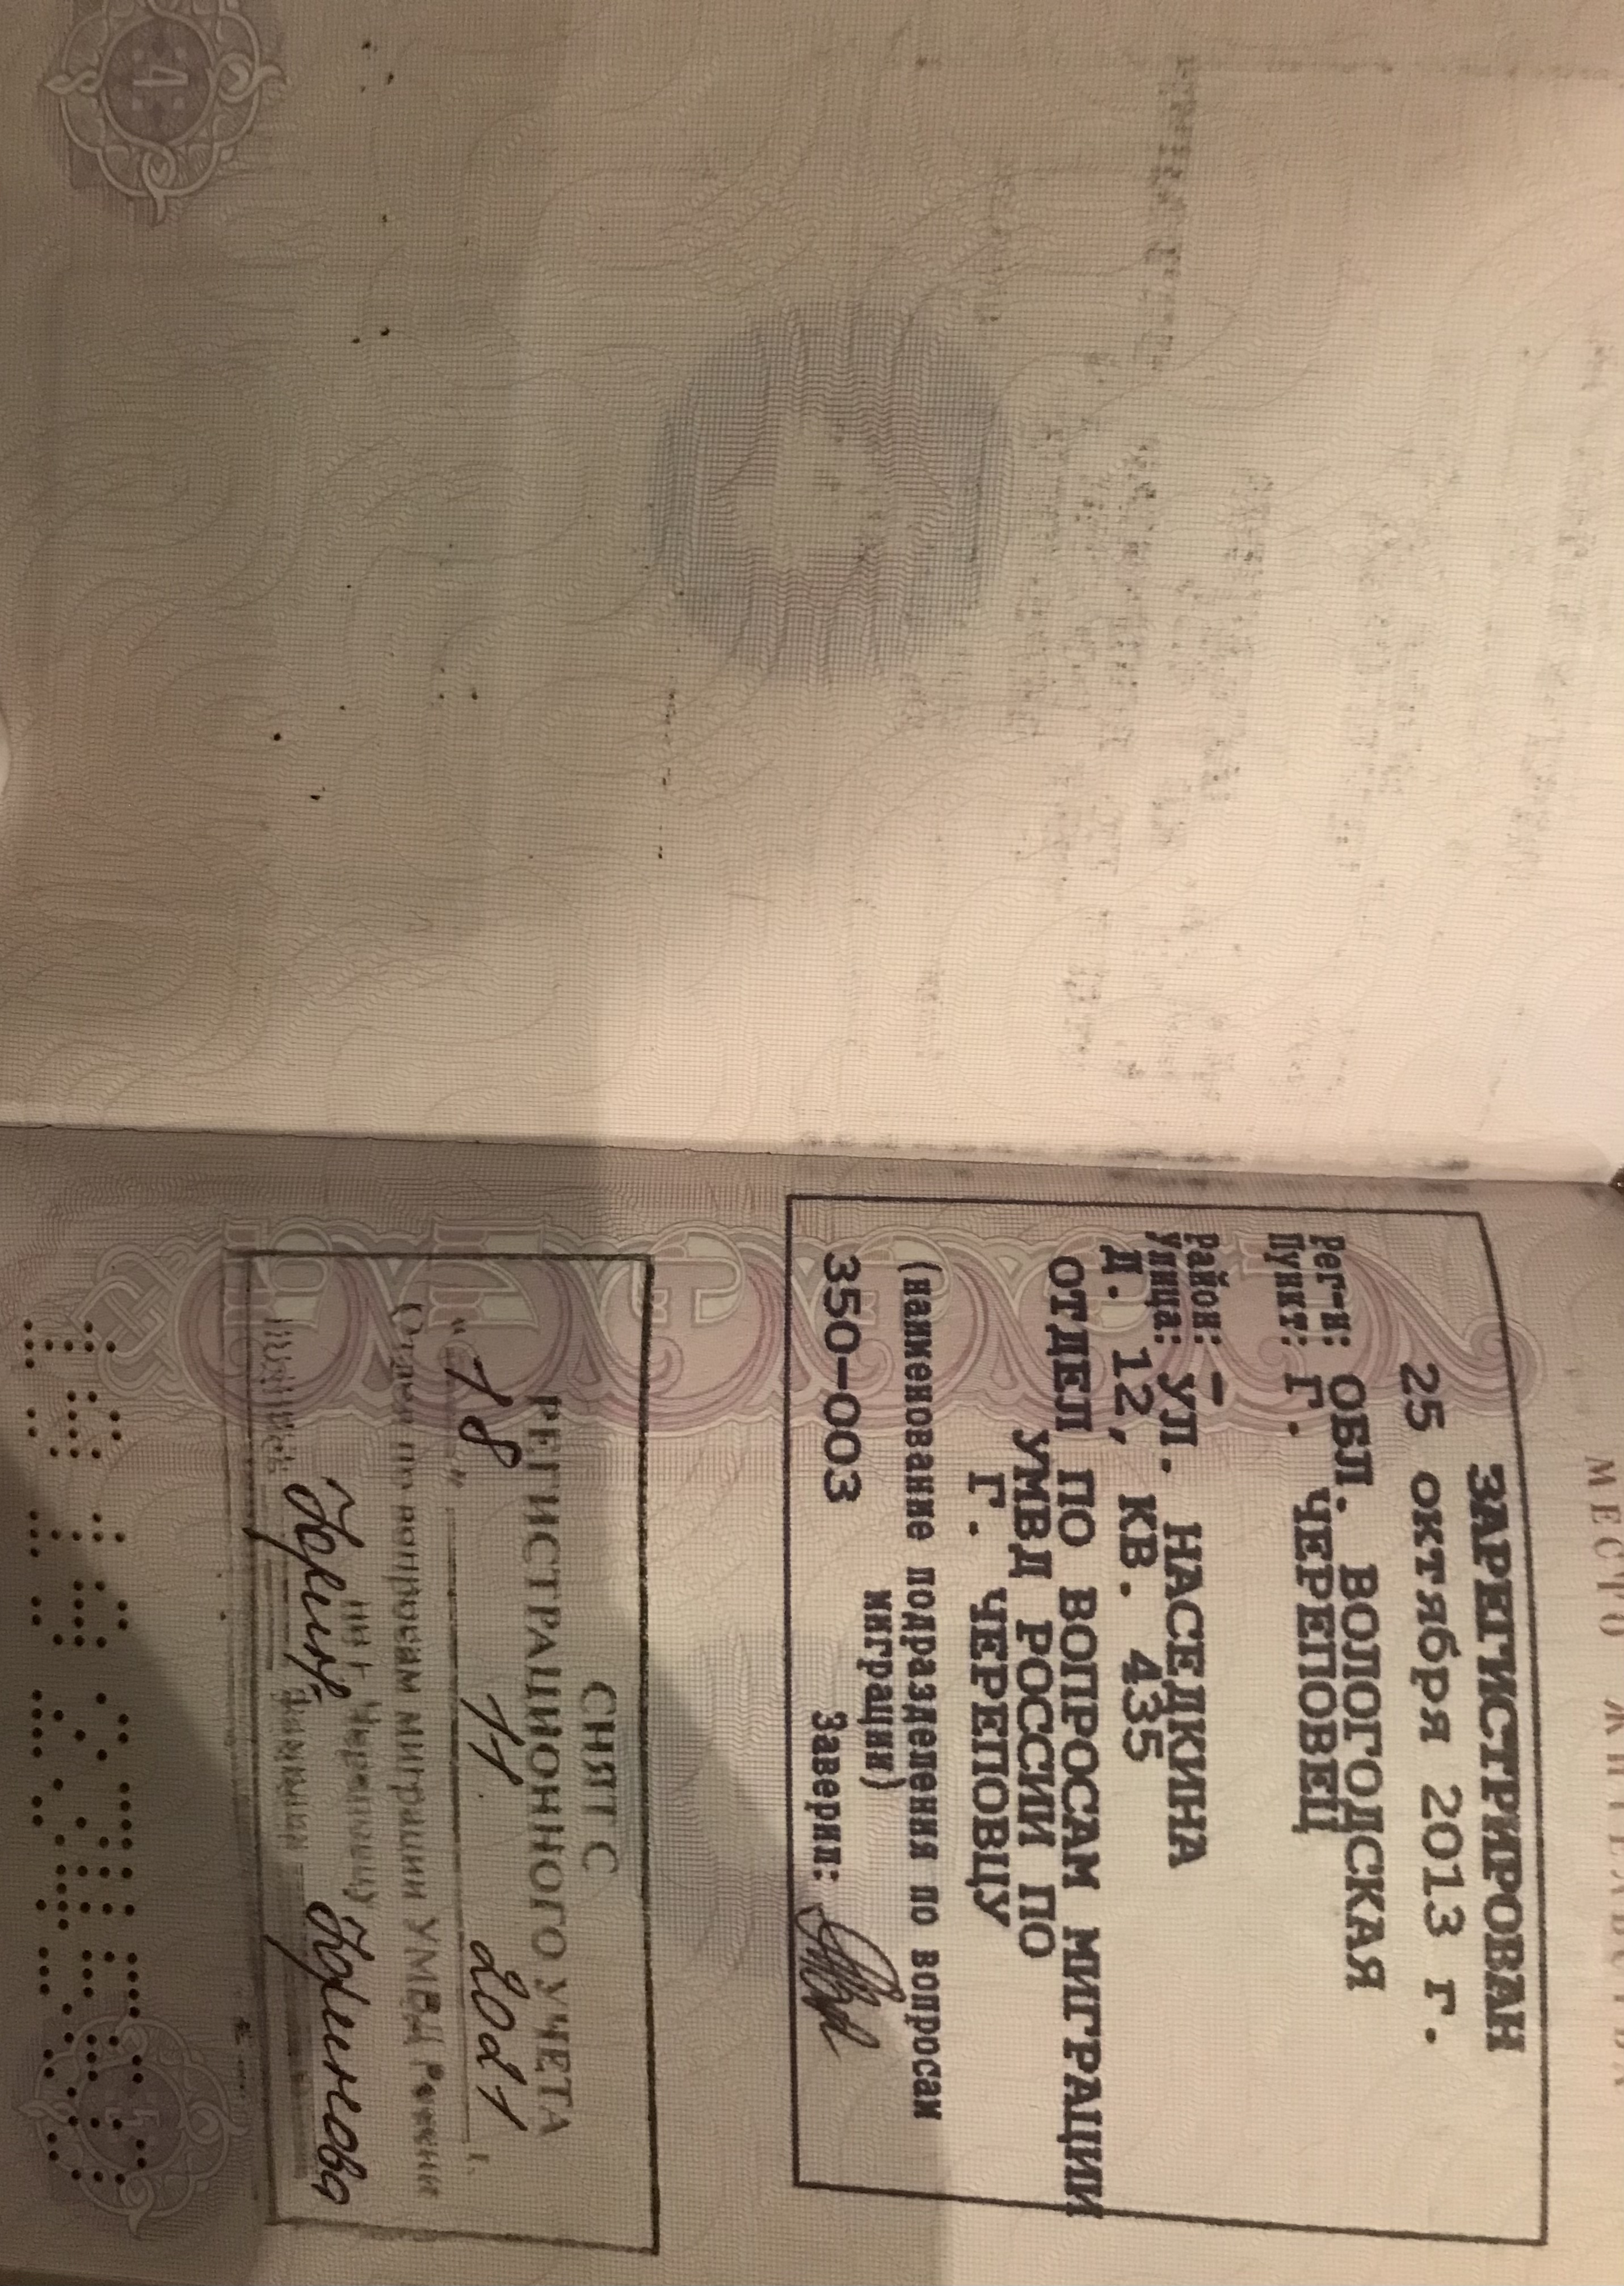 МЕСТО ЖИТЕЛЬСТВА
ЗАРЕГИСТРИРОВАН
25 октября 2013 г.
Рег-н: ОБЛ. ВОЛОГОДСКАЯ
Пункт: Г. ЧЕРЕПОВЕЦ
Район: -
Улица: УЛ. НАСЕДКИНА
Д. 12, КВ. 435
ОТДЕЛ ПО ВОПРОСАМ МИГРАЦИИ
УМВД РОССИИ ПО
Г. ЧЕРЕПОВЦУ
(наименование подразделения по вопросам
миграции)
350-003
Заверил:
СНЯТ С
РЕГИСТРАЦИОННОГО УЧЕТА
"18" 11 2021 г.
(Отдел по вопросам миграции УМВД России
по г. Череповцу)
4
5